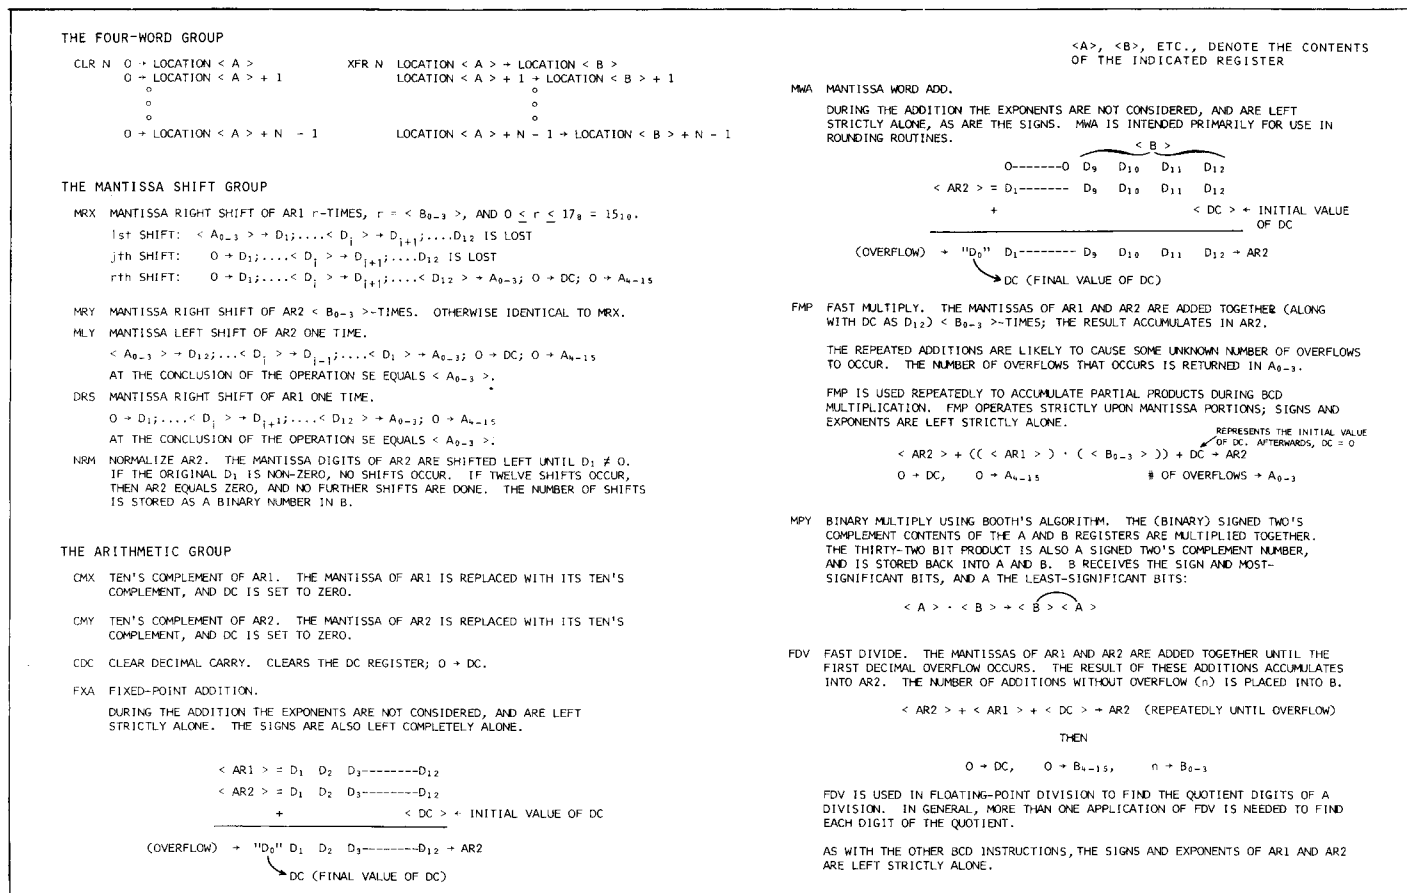 THE FOUR-WORD GROUP
CLR N 0 → LOCATION < A >
0 → LOCATION < A > + 1
o
o
o
0 → LOCATION < A > + N - 1
XFR N LOCATION < A > → LOCATION < B >
LOCATION < A > + 1 → LOCATION < B > + 1
o
o
o
LOCATION < A > + N - 1 → LOCATION < B > + N - 1
THE MANTISSA SHIFT GROUP
MRX MANTISSA RIGHT SHIFT OF AR1 r-TIMES, r = < B₀₋₃ >, AND 0 ≤ r ≤ 17₈ = 15₁₀.
1st SHIFT: < A₀₋₃ > → D₁;....< Dᵢ > → Dᵢ₊₁;....D₁₂ IS LOST
jth SHIFT: 0 → D₁;....< Dᵢ > → Dᵢ₊₁;....D₁₂ IS LOST
rth SHIFT: 0 → D₁;....< Dᵢ > → Dᵢ₊₁;....< D₁₂ > → A₀₋₃; 0 → DC; 0 → A₄₋₁₅
MRY MANTISSA RIGHT SHIFT OF AR2 < B₀₋₃ >-TIMES. OTHERWISE IDENTICAL TO MRX.
MLY MANTISSA LEFT SHIFT OF AR2 ONE TIME.
< A₀₋₃ > → D₁₂;...< Dᵢ > → Dᵢ₋₁;....< D₁ > → A₀₋₃; 0 → DC; 0 → A₄₋₁₅
AT THE CONCLUSION OF THE OPERATION SE EQUALS < A₀₋₃ >.
DRS MANTISSA RIGHT SHIFT OF AR1 ONE TIME.
0 → D₁;....< Dᵢ > → Dᵢ₊₁;....< D₁₂ > → A₀₋₃; 0 → A₄₋₁₅
AT THE CONCLUSION OF THE OPERATION SE EQUALS < A₀₋₃ >.
NRM NORMALIZE AR2. THE MANTISSA DIGITS OF AR2 ARE SHIFTED LEFT UNTIL D₁ ≠ 0.
IF THE ORIGINAL D₁ IS NON-ZERO, NO SHIFTS OCCUR. IF TWELVE SHIFTS OCCUR,
THEN AR2 EQUALS ZERO, AND NO FURTHER SHIFTS ARE DONE. THE NUMBER OF SHIFTS
IS STORED AS A BINARY NUMBER IN B.
THE ARITHMETIC GROUP
CMX TEN'S COMPLEMENT OF AR1. THE MANTISSA OF AR1 IS REPLACED WITH ITS TEN'S
COMPLEMENT, AND DC IS SET TO ZERO.
CMY TEN'S COMPLEMENT OF AR2. THE MANTISSA OF AR2 IS REPLACED WITH ITS TEN'S
COMPLEMENT, AND DC IS SET TO ZERO.
CDC CLEAR DECIMAL CARRY. CLEARS THE DC REGISTER; 0 → DC.
FXA FIXED-POINT ADDITION.
DURING THE ADDITION THE EXPONENTS ARE NOT CONSIDERED, AND ARE LEFT
STRICTLY ALONE. THE SIGNS ARE ALSO LEFT COMPLETELY ALONE.
< AR1 > = D₁ D₂ D₃--------D₁₂
< AR2 > = D₁ D₂ D₃--------D₁₂
+ < DC > ← INITIAL VALUE OF DC
(OVERFLOW) → "D₀" D₁ D₂ D₃--------D₁₂ → AR2
DC (FINAL VALUE OF DC)
<A>, <B>, ETC., DENOTE THE CONTENTS
OF THE INDICATED REGISTER
MWA MANTISSA WORD ADD.
DURING THE ADDITION THE EXPONENTS ARE NOT CONSIDERED, AND ARE LEFT
STRICTLY ALONE, AS ARE THE SIGNS. MWA IS INTENDED PRIMARILY FOR USE IN
ROUNDING ROUTINES.
< B >
0-------0 D₉ D₁₀ D₁₁ D₁₂
< AR2 > = D₁------- D₉ D₁₀ D₁₁ D₁₂
+ < DC > ← INITIAL VALUE
OF DC
(OVERFLOW) → "D₀" D₁-------- D₉ D₁₀ D₁₁ D₁₂ → AR2
DC (FINAL VALUE OF DC)
FMP FAST MULTIPLY. THE MANTISSAS OF AR1 AND AR2 ARE ADDED TOGETHER (ALONG
WITH DC AS D₁₂) < B₀₋₃ >-TIMES; THE RESULT ACCUMULATES IN AR2.
THE REPEATED ADDITIONS ARE LIKELY TO CAUSE SOME UNKNOWN NUMBER OF OVERFLOWS
TO OCCUR. THE NUMBER OF OVERFLOWS THAT OCCURS IS RETURNED IN A₀₋₃.
FMP IS USED REPEATEDLY TO ACCUMULATE PARTIAL PRODUCTS DURING BCD
MULTIPLICATION. FMP OPERATES STRICTLY UPON MANTISSA PORTIONS; SIGNS AND
EXPONENTS ARE LEFT STRICTLY ALONE.
REPRESENTS THE INITIAL VALUE
OF DC. AFTERWARDS, DC = 0
< AR2 > + (( < AR1 > ) · ( < B₀₋₃ > )) + DC → AR2
0 → DC, 0 → A₄₋₁₅ # OF OVERFLOWS → A₀₋₃
MPY BINARY MULTIPLY USING BOOTH'S ALGORITHM. THE (BINARY) SIGNED TWO'S
COMPLEMENT CONTENTS OF THE A AND B REGISTERS ARE MULTIPLIED TOGETHER.
THE THIRTY-TWO BIT PRODUCT IS ALSO A SIGNED TWO'S COMPLEMENT NUMBER,
AND IS STORED BACK INTO A AND B. B RECEIVES THE SIGN AND MOST-
SIGNIFICANT BITS, AND A THE LEAST-SIGNIFICANT BITS:
< A > · < B > → < B > < A >
FDV FAST DIVIDE. THE MANTISSAS OF AR1 AND AR2 ARE ADDED TOGETHER UNTIL THE
FIRST DECIMAL OVERFLOW OCCURS. THE RESULT OF THESE ADDITIONS ACCUMULATES
INTO AR2. THE NUMBER OF ADDITIONS WITHOUT OVERFLOW (n) IS PLACED INTO B.
< AR2 > + < AR1 > + < DC > → AR2 (REPEATEDLY UNTIL OVERFLOW)
THEN
0 → DC, 0 → B₄₋₁₅, n → B₀₋₃
FDV IS USED IN FLOATING-POINT DIVISION TO FIND THE QUOTIENT DIGITS OF A
DIVISION. IN GENERAL, MORE THAN ONE APPLICATION OF FDV IS NEEDED TO FIND
EACH DIGIT OF THE QUOTIENT.
AS WITH THE OTHER BCD INSTRUCTIONS, THE SIGNS AND EXPONENTS OF AR1 AND AR2
ARE LEFT STRICTLY ALONE.